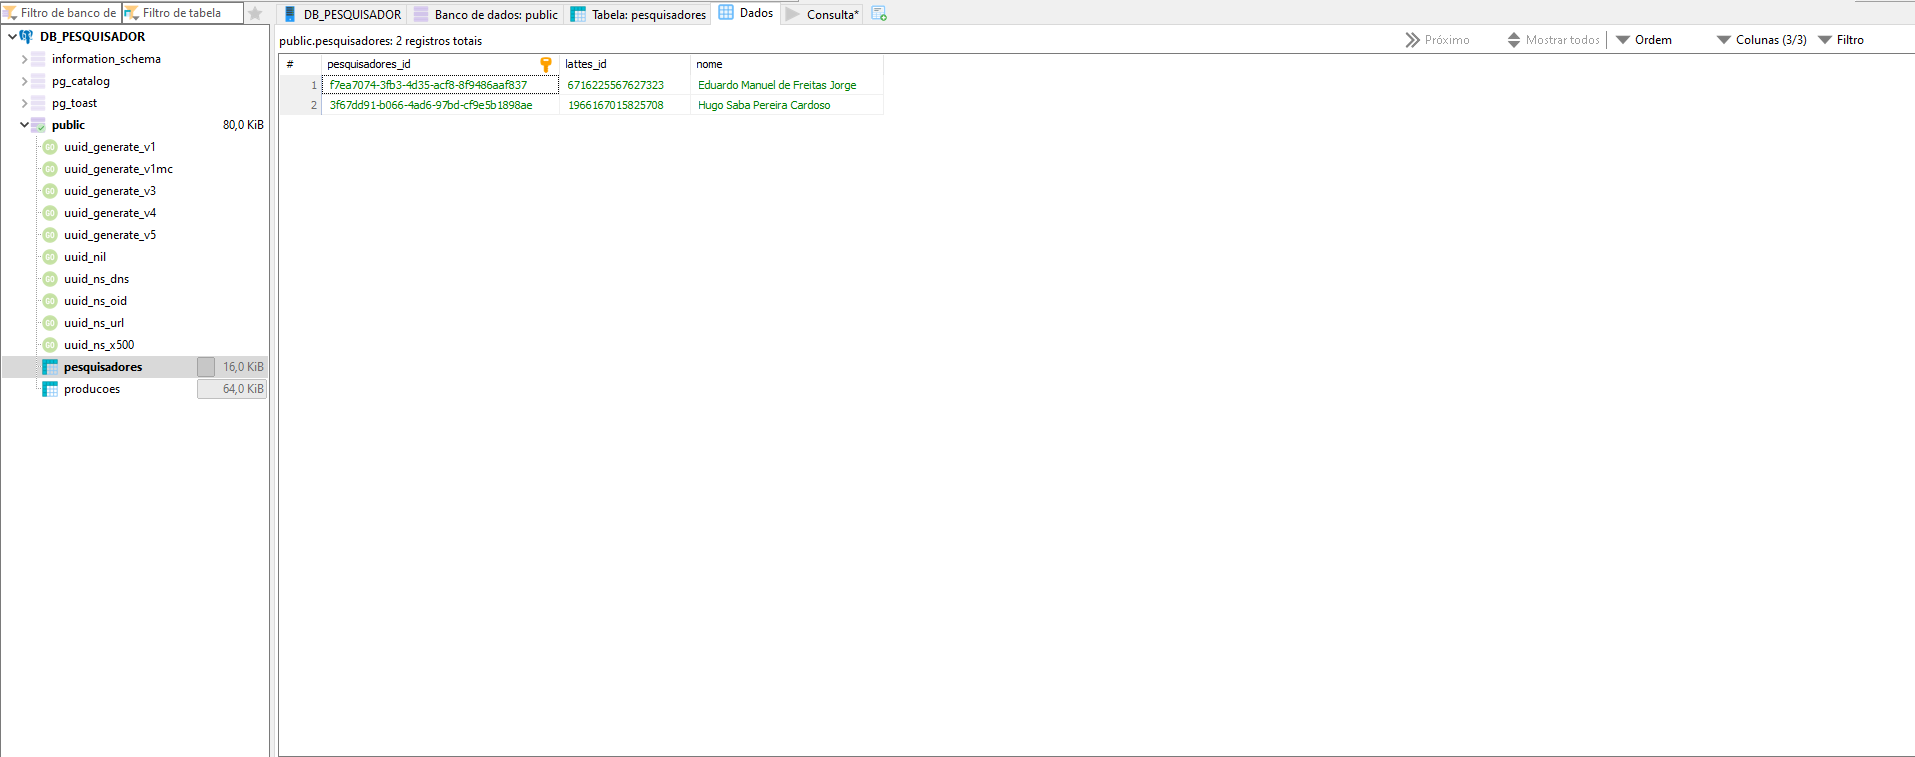 Filtro de banco de
Filtro de tabela
DB_PESQUISADOR
information_schema
pg_catalog
pg_toast
public 80,0 KiB
uuid_generate_v1
uuid_generate_v1mc
uuid_generate_v3
uuid_generate_v4
uuid_generate_v5
uuid_nil
uuid_ns_dns
uuid_ns_oid
uuid_ns_url
uuid_ns_x500
pesquisadores 16,0 KiB
producoes 64,0 KiB
DB_PESQUISADOR Banco de dados: public Tabela: pesquisadores Dados Consulta*
public.pesquisadores: 2 registros totais Próximo Mostrar todos Ordem Colunas (3/3) Filtro
# pesquisadores_id lattes_id nome
1 f7ea7074-3fb3-4d35-acf8-8f9486aaf837 6716225567627323 Eduardo Manuel de Freitas Jorge
2 3f67dd91-b066-4ad6-97bd-cf9e5b1898ae 1966167015825708 Hugo Saba Pereira Cardoso